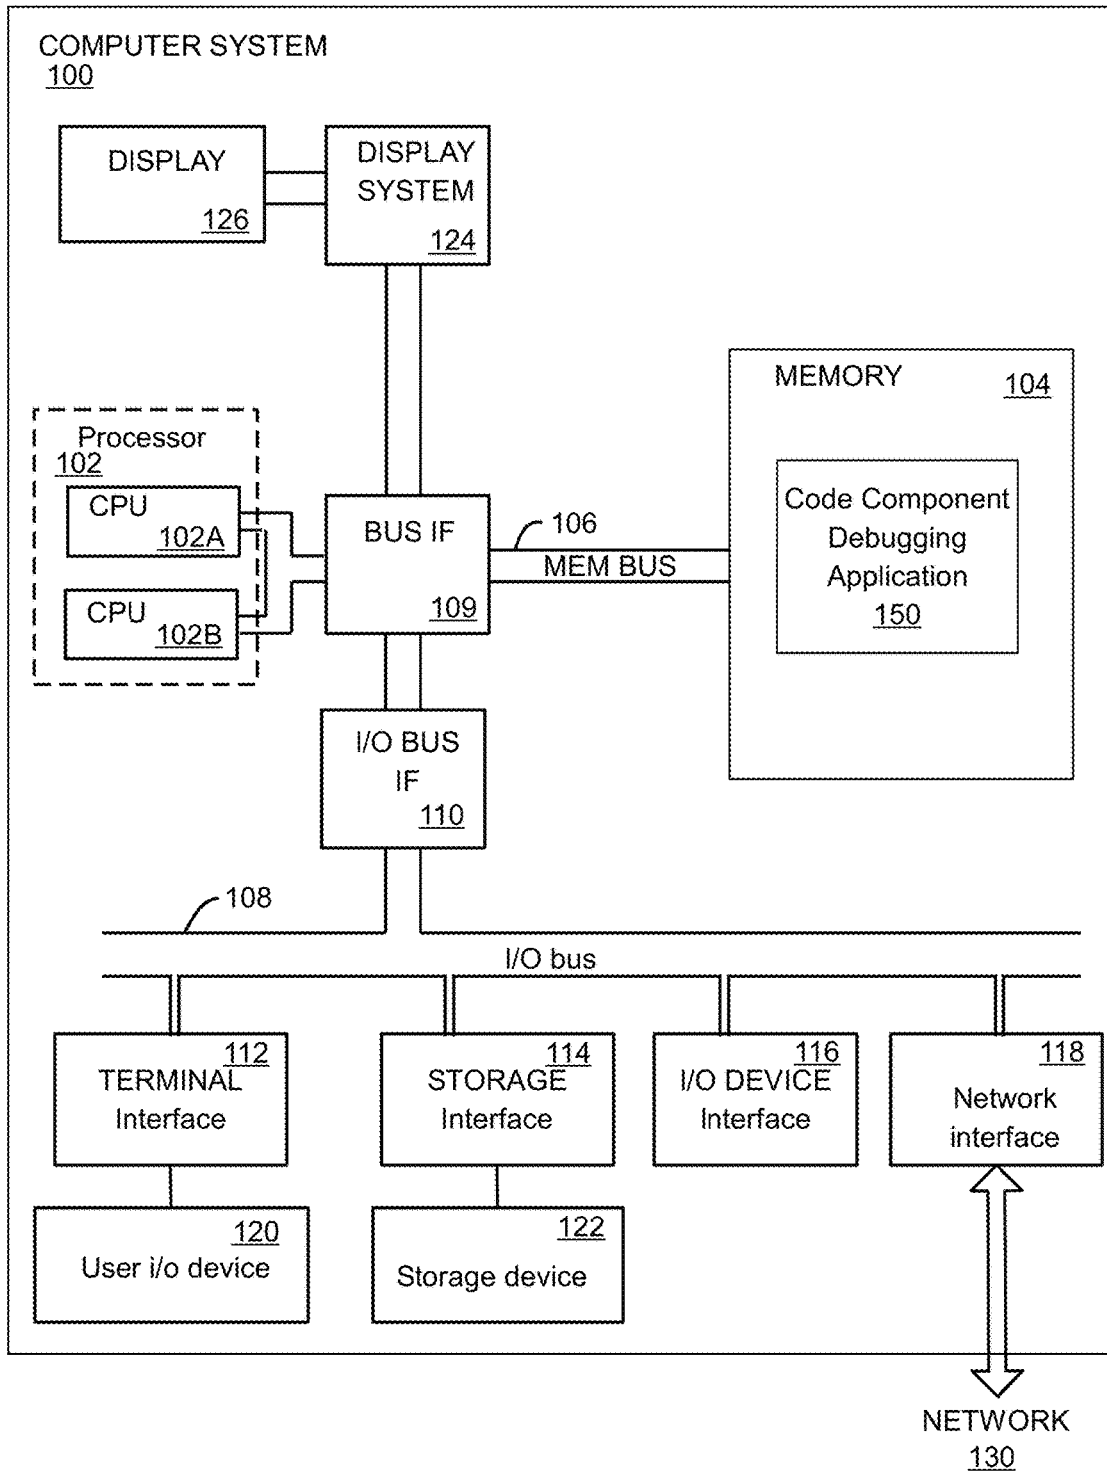 COMPUTER SYSTEM
100
DISPLAY
126
DISPLAY
SYSTEM
124
MEMORY
104
Code Component
Debugging
Application
150
Processor
102
CPU
102A
CPU
102B
BUS IF
109
106
MEM BUS
I/O BUS
IF
110
108
I/O bus
112
TERMINAL
Interface
114
STORAGE
Interface
116
I/O DEVICE
Interface
118
Network
interface
120
User i/o device
122
Storage device
NETWORK
130